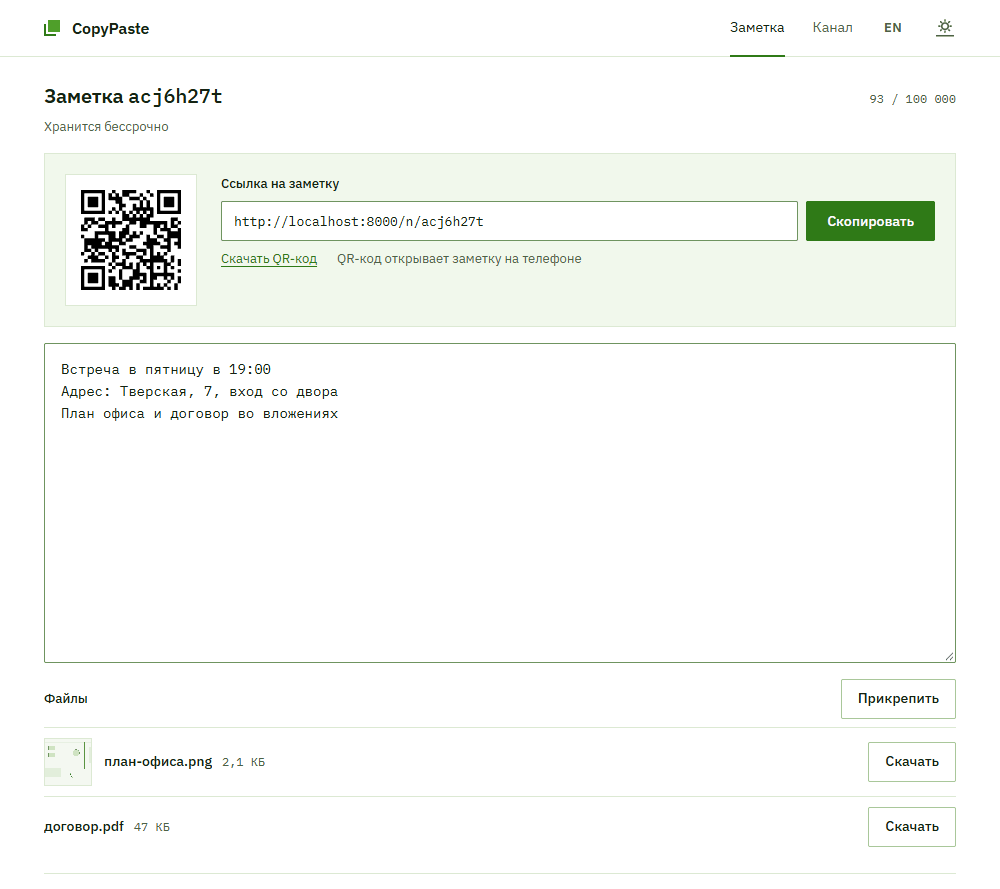 CopyPaste
Заметка
Канал
EN
Заметка acj6h27t
93 / 100 000
Хранится бессрочно
Ссылка на заметку
http://localhost:8000/n/acj6h27t
Скопировать
Скачать QR-код
QR-код открывает заметку на телефоне
Встреча в пятницу в 19:00
Адрес: Тверская, 7, вход со двора
План офиса и договор во вложениях
Файлы
Прикрепить
план-офиса.png 2,1 КБ
Скачать
договор.pdf 47 КБ
Скачать